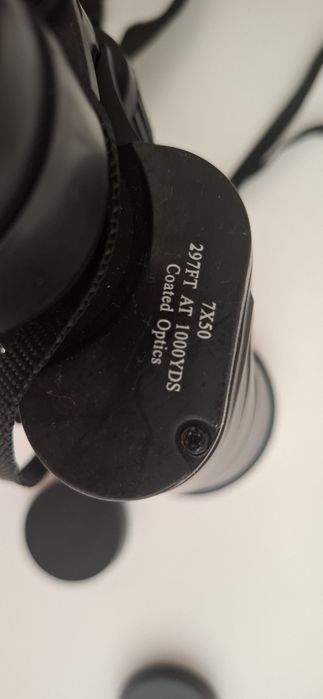 7X50
297FT AT 1000YDS
Coated Optics